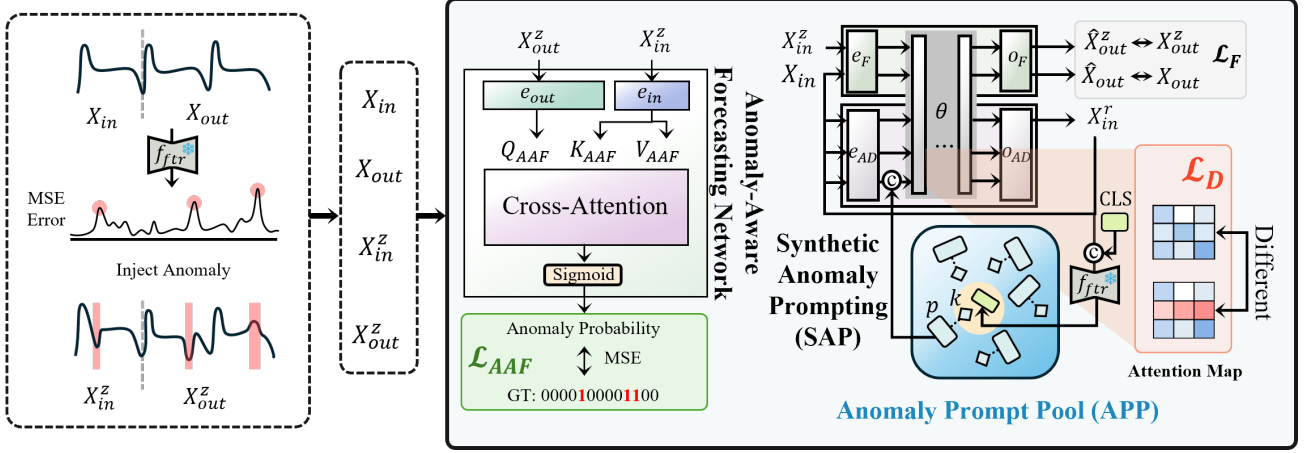 X_in X_out
f_ftr
MSE
Error
Inject Anomaly
X^z_in X^z_out
X_in
X_out
X^z_in
X^z_out
X^z_out X^z_in
e_out e_in
Q_AAF K_AAF V_AAF
Cross-Attention
Sigmoid
Anomaly-Aware
Forecasting Network
Anomaly Probability
ℒ_AAF MSE
GT: 0000100001100
X^z_in
X_in
e_F
θ
...
o_F
X̂^z_out ↔ X^z_out
X̂_out ↔ X_out
ℒ_F
e_AD
o_AD
X^r_in
C
ℒ_D
CLS
C
f_ftr
Different
Attention Map
Synthetic
Anomaly
Prompting
(SAP)
p k
Anomaly Prompt Pool (APP)